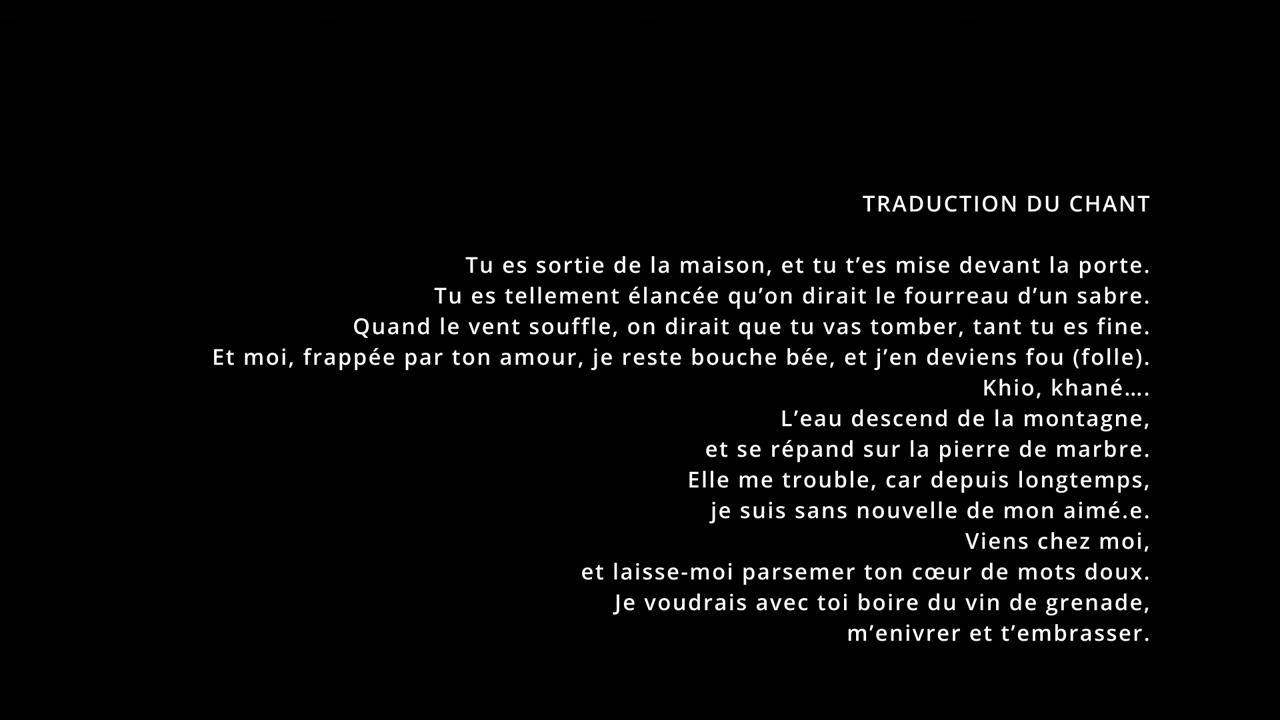 TRADUCTION DU CHANT
Tu es sortie de la maison, et tu t’es mise devant la porte.
Tu es tellement élancée qu’on dirait le fourreau d’un sabre.
Quand le vent souffle, on dirait que tu vas tomber, tant tu es fine.
Et moi, frappée par ton amour, je reste bouche bée, et j’en deviens fou (folle).
Khio, khané….
L’eau descend de la montagne,
et se répand sur la pierre de marbre.
Elle me trouble, car depuis longtemps,
je suis sans nouvelle de mon aimé.e.
Viens chez moi,
et laisse-moi parsemer ton cœur de mots doux.
Je voudrais avec toi boire du vin de grenade,
m’enivrer et t’embrasser.